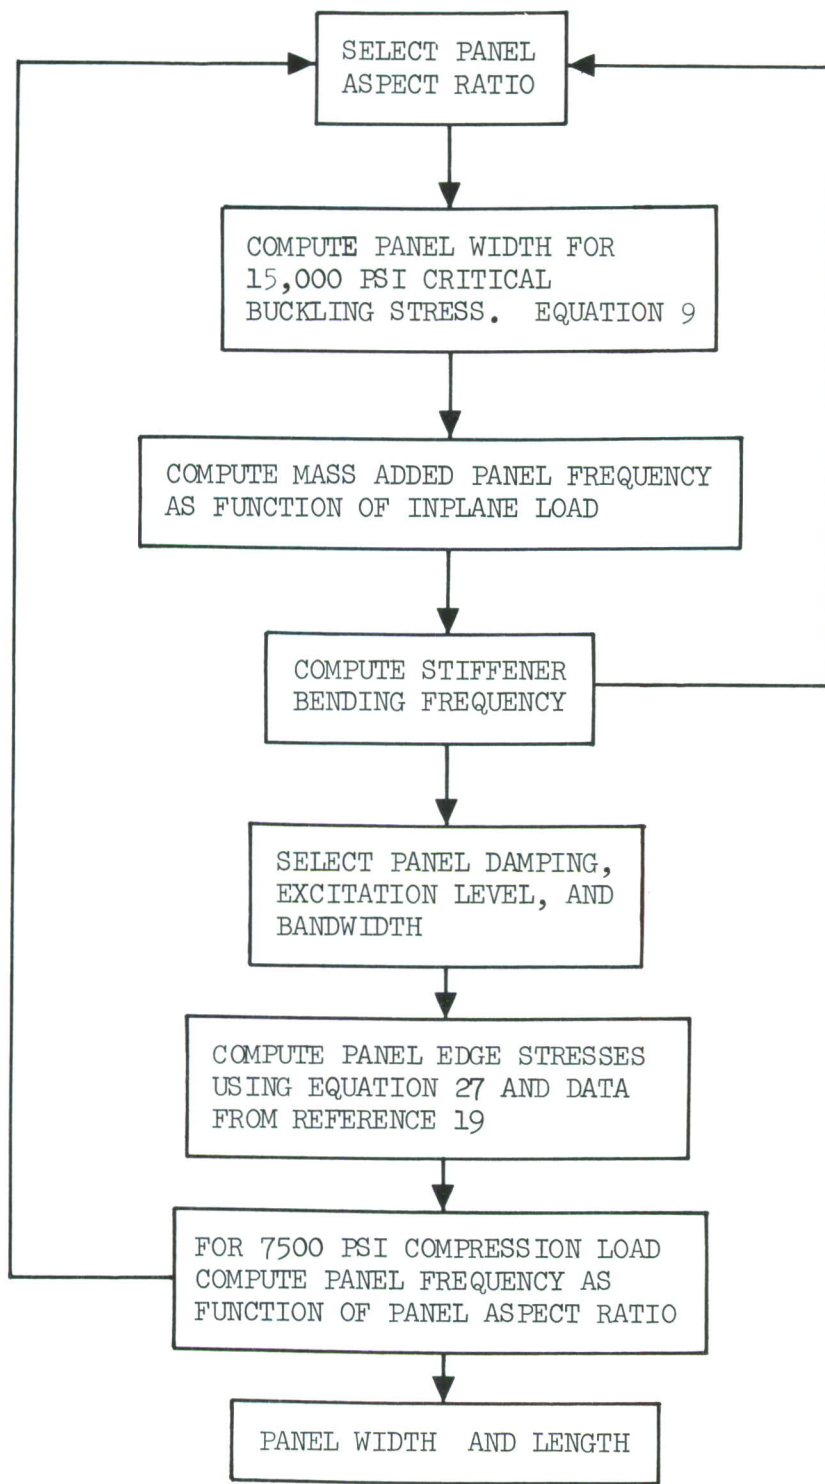 SELECT PANEL
ASPECT RATIO
COMPUTE PANEL WIDTH FOR
15,000 PSI CRITICAL
BUCKLING STRESS. EQUATION 9
COMPUTE MASS ADDED PANEL FREQUENCY
AS FUNCTION OF INPLANE LOAD
COMPUTE STIFFENER
BENDING FREQUENCY
SELECT PANEL DAMPING,
EXCITATION LEVEL, AND
BANDWIDTH
COMPUTE PANEL EDGE STRESSES
USING EQUATION 27 AND DATA
FROM REFERENCE 19
FOR 7500 PSI COMPRESSION LOAD
COMPUTE PANEL FREQUENCY AS
FUNCTION OF PANEL ASPECT RATIO
PANEL WIDTH AND LENGTH